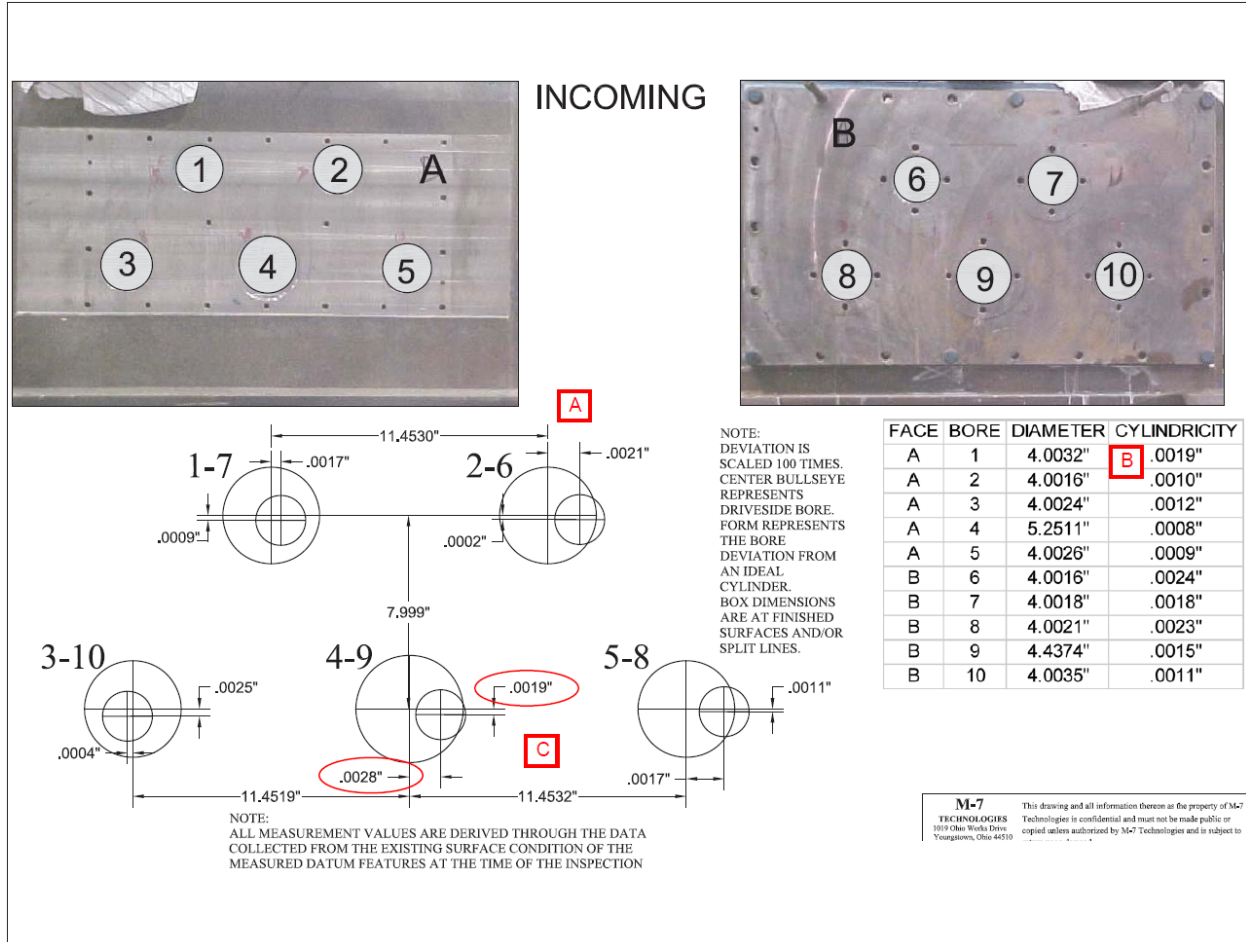 INCOMING
A
1
2
3
4
5
B
6
7
8
9
10
A
11.4530"
1-7
.0017"
.0009"
2-6
.0021"
.0002"
7.999"
3-10
.0025"
.0004"
4-9
.0019"
.0028"
C
5-8
.0011"
.0017"
11.4519"
11.4532"
NOTE:
DEVIATION IS
SCALED 100 TIMES.
CENTER BULLSEYE
REPRESENTS
DRIVESIDE BORE.
FORM REPRESENTS
THE BORE
DEVIATION FROM
AN IDEAL
CYLINDER.
BOX DIMENSIONS
ARE AT FINISHED
SURFACES AND/OR
SPLIT LINES.
FACE BORE DIAMETER CYLINDRICITY
A 1 4.0032" B .0019"
A 2 4.0016" .0010"
A 3 4.0024" .0012"
A 4 5.2511" .0008"
A 5 4.0026" .0009"
B 6 4.0016" .0024"
B 7 4.0018" .0018"
B 8 4.0021" .0023"
B 9 4.4374" .0015"
B 10 4.0035" .0011"
NOTE:
ALL MEASUREMENT VALUES ARE DERIVED THROUGH THE DATA
COLLECTED FROM THE EXISTING SURFACE CONDITION OF THE
MEASURED DATUM FEATURES AT THE TIME OF THE INSPECTION
M-7
TECHNOLOGIES
1019 Ohio Works Drive
Youngstown, Ohio 44510
This drawing and all information thereon as the property of M-7
Technologies is confidential and must not be made public or
copied unless authorized by M-7 Technologies and is subject to